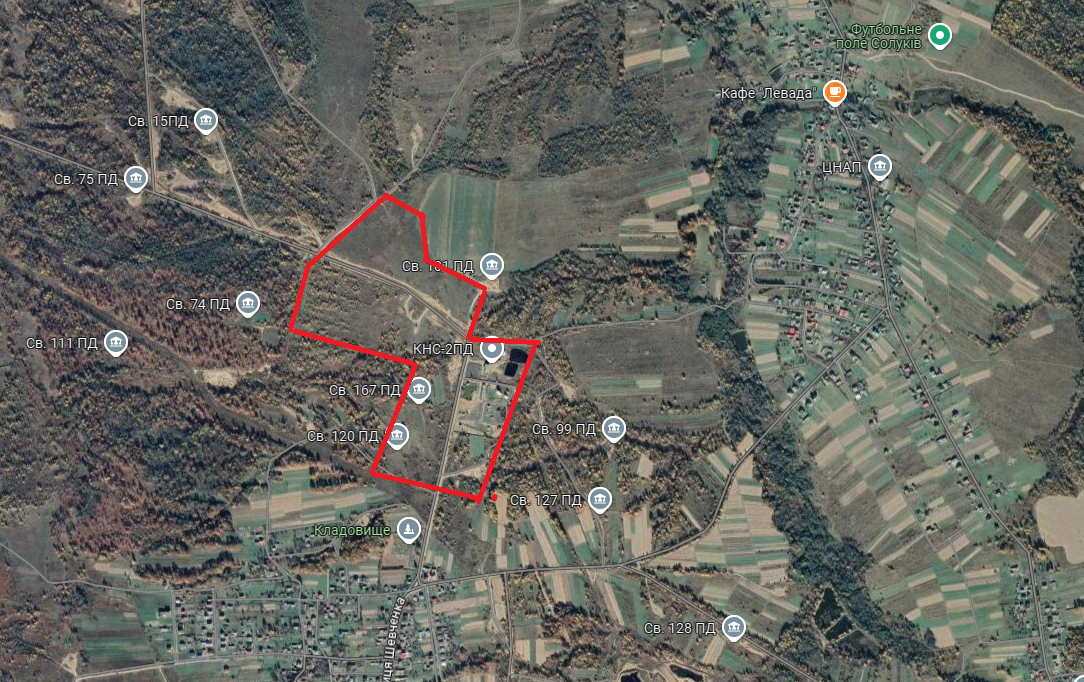 Футбольне
поле Солуків
Кафе "Левада"
Св. 15ПД
ЦНАП
Св. 75 ПД
Св. 101 ПД
Св. 74 ПД
Св. 111 ПД
КНС-2ПД
Св. 167 ПД
Св. 120 ПД
Св. 99 ПД
Св. 127 ПД
Кладовище
Св. 128 ПД
иця Шевченка